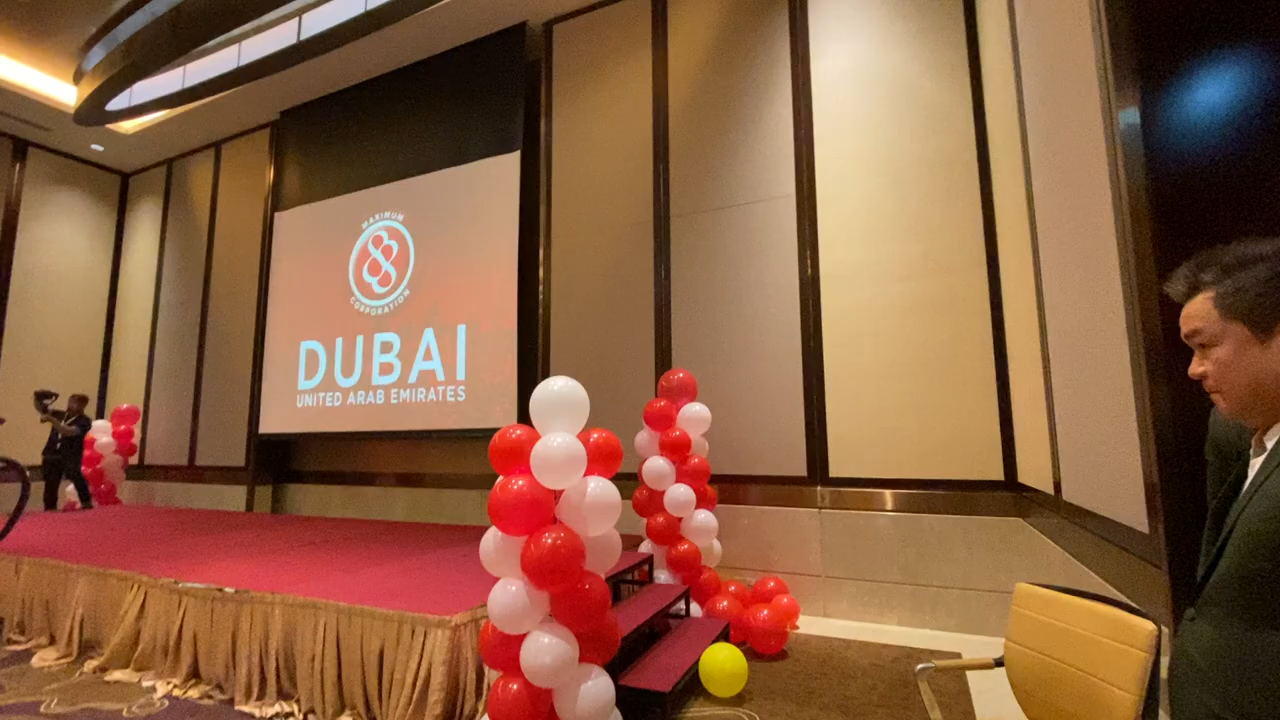 MAXIMUM
88
CORPORATION
DUBAI
UNITED ARAB EMIRATES